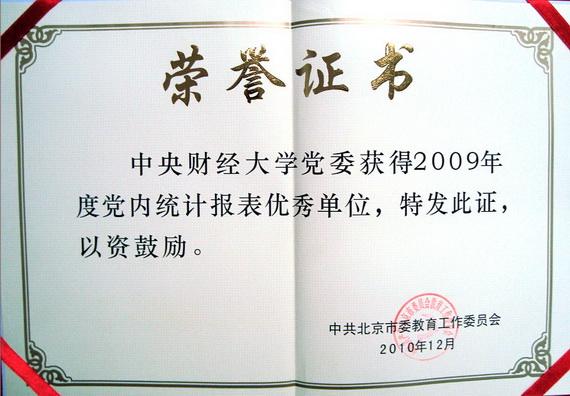 荣誉证书
中央财经大学党委获得2009年
度党内统计报表优秀单位，特发此证，
以资鼓励。
中共北京市委教育工作委员会
2010年12月